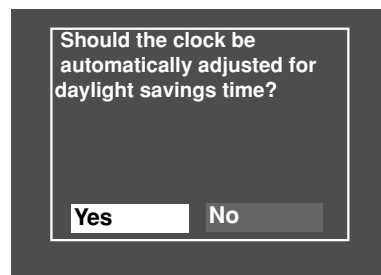 Should the clock be
automatically adjusted for
daylight savings time?
Yes
No